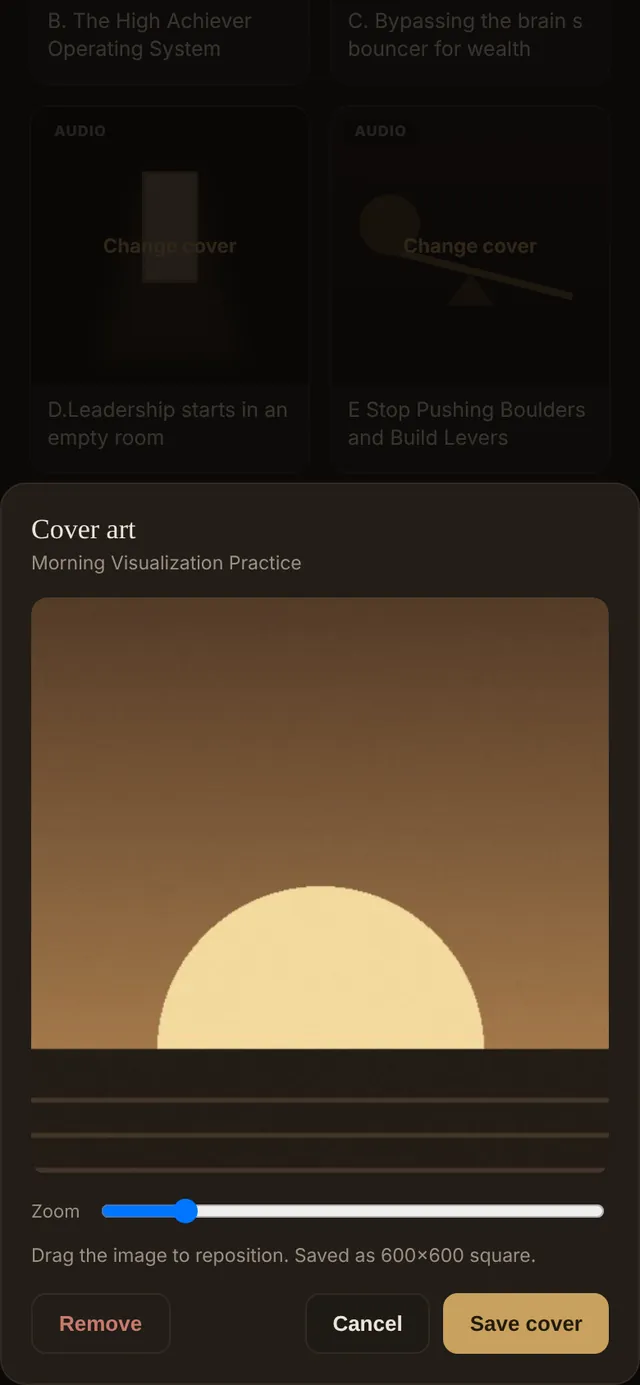 B. The High Achiever
Operating System
C. Bypassing the brain s
bouncer for wealth
AUDIO
Change cover
D.Leadership starts in an
empty room
AUDIO
Change cover
E Stop Pushing Boulders
and Build Levers
Cover art
Morning Visualization Practice
Zoom
Drag the image to reposition. Saved as 600×600 square.
Remove
Cancel
Save cover